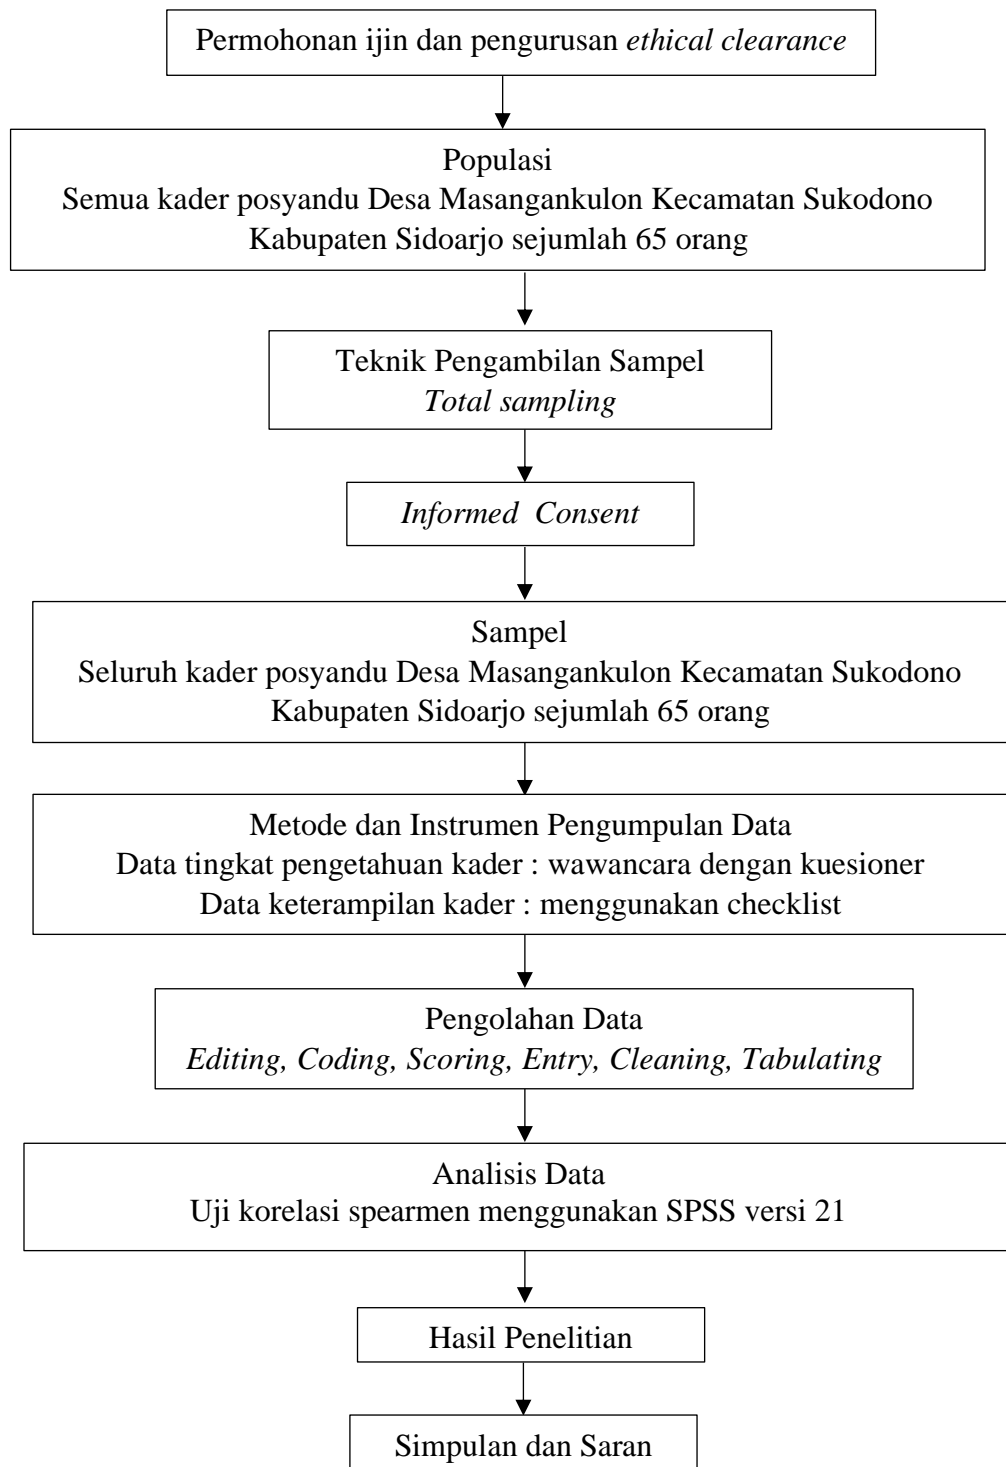 Permohonan ijin dan pengurusan ethical clearance
Populasi
Semua kader posyandu Desa Masangankulon Kecamatan Sukodono
Kabupaten Sidoarjo sejumlah 65 orang
Teknik Pengambilan Sampel
Total sampling
Informed Consent
Sampel
Seluruh kader posyandu Desa Masangankulon Kecamatan Sukodono
Kabupaten Sidoarjo sejumlah 65 orang
Metode dan Instrumen Pengumpulan Data
Data tingkat pengetahuan kader : wawancara dengan kuesioner
Data keterampilan kader : menggunakan checklist
Pengolahan Data
Editing, Coding, Scoring, Entry, Cleaning, Tabulating
Analisis Data
Uji korelasi spearmen menggunakan SPSS versi 21
Hasil Penelitian
Simpulan dan Saran